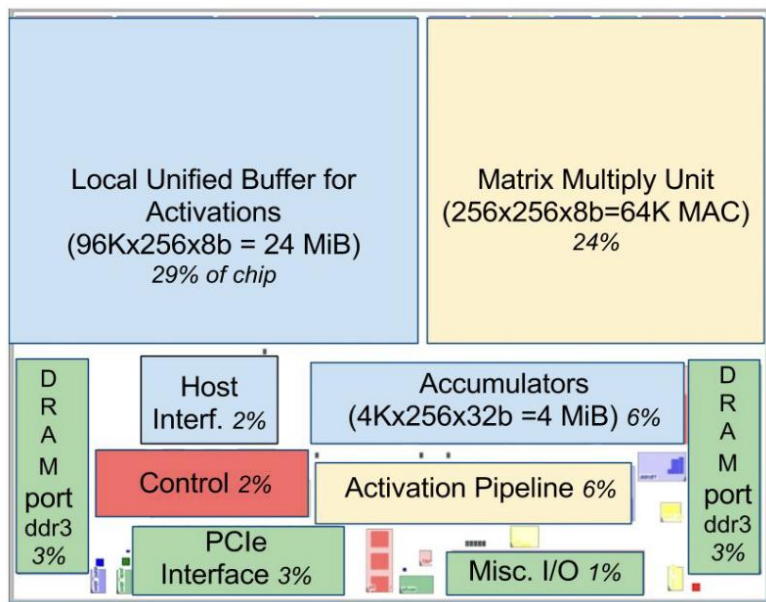 Local Unified Buffer for
Activations
(96Kx256x8b = 24 MiB)
29% of chip
Matrix Multiply Unit
(256x256x8b=64K MAC)
24%
D
R
A
M
port
ddr3
3%
Host
Interf. 2%
Accumulators
(4Kx256x32b =4 MiB) 6%
D
R
A
M
port
ddr3
3%
Control 2%
Activation Pipeline 6%
PCIe
Interface 3%
Misc. I/O 1%